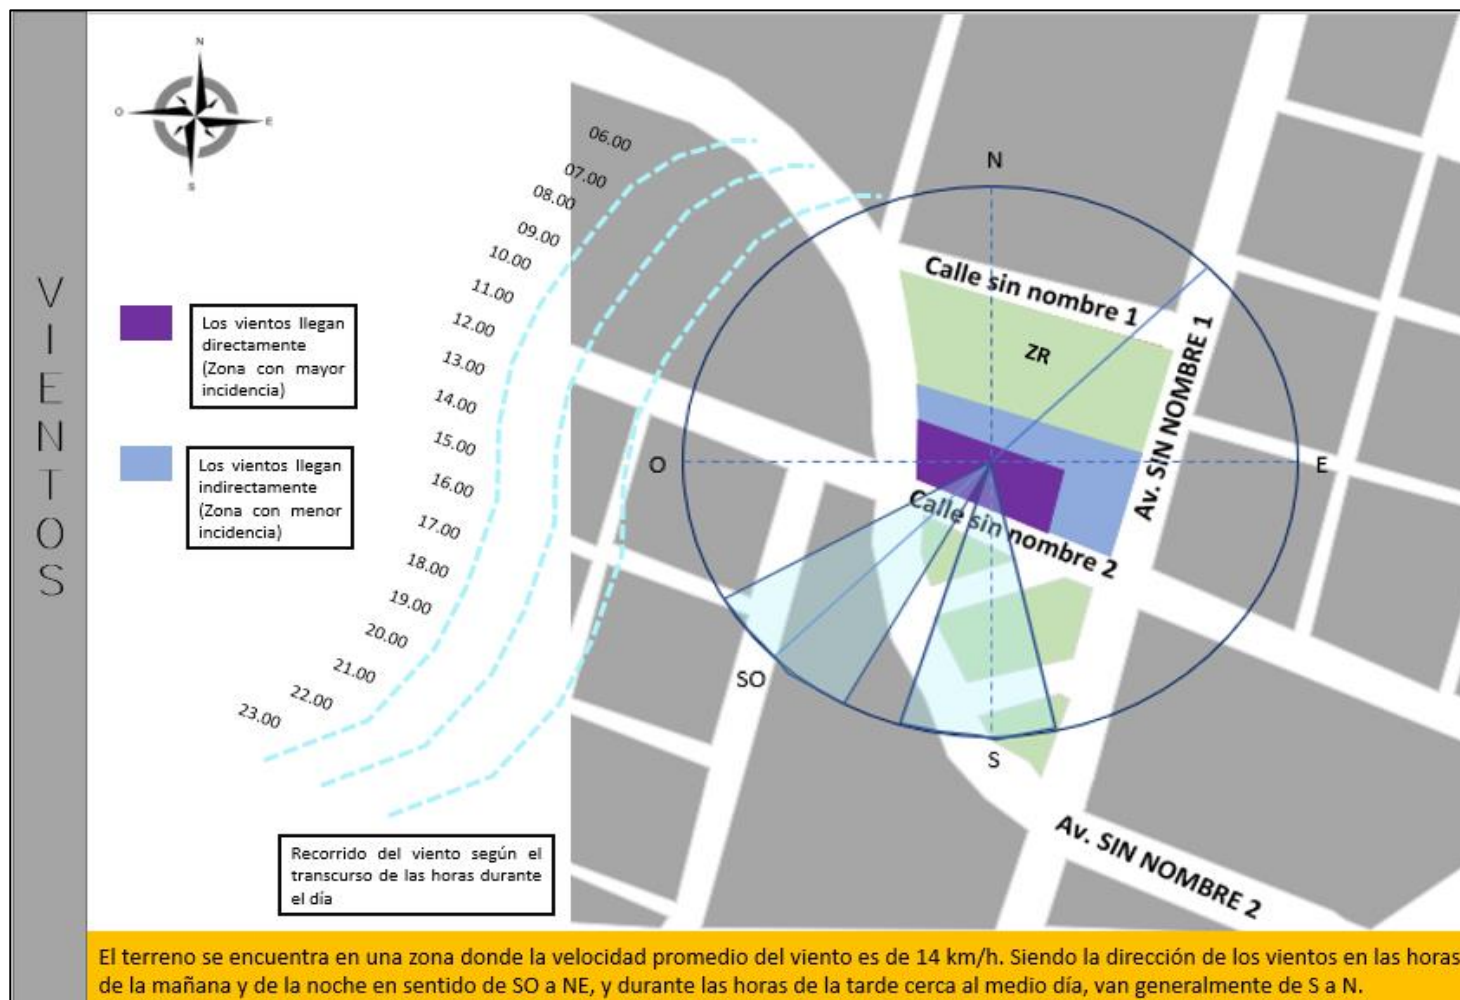 VIENTOS
N
O
E
S
06.00
07.00
08.00
09.00
10.00
11.00
12.00
13.00
14.00
15.00
16.00
17.00
18.00
19.00
20.00
21.00
22.00
23.00
Los vientos llegan
directamente
(Zona con mayor
incidencia)
Los vientos llegan
indirectamente
(Zona con menor
incidencia)
Recorrido del viento según el
transcurso de las horas durante
el día
N
Calle sin nombre 1
ZR
Av. SIN NOMBRE 1
O
E
Calle sin nombre 2
SO
S
Av. SIN NOMBRE 2
El terreno se encuentra en una zona donde la velocidad promedio del viento es de 14 km/h. Siendo la dirección de los vientos en las horas
de la mañana y de la noche en sentido de SO a NE, y durante las horas de la tarde cerca al medio día, van generalmente de S a N.